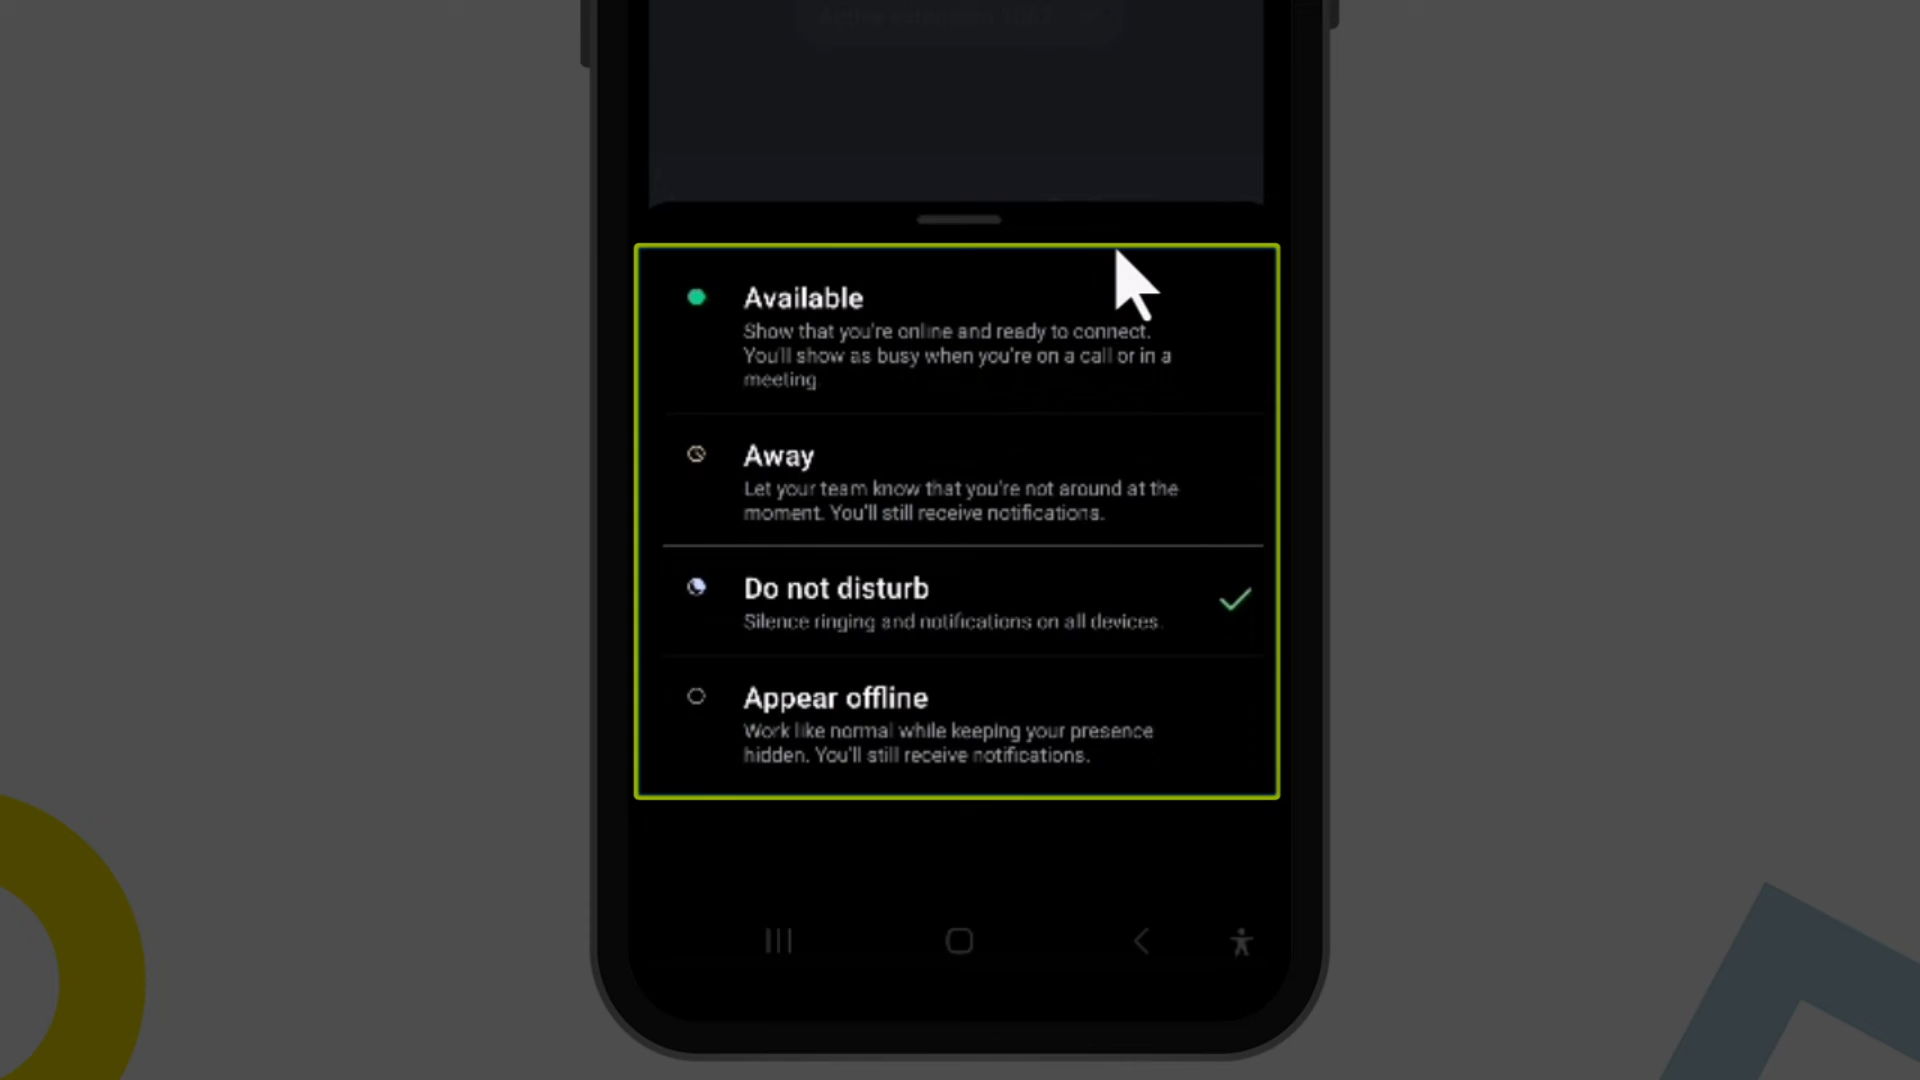 Active extension 1062
Available
Show that you're online and ready to connect.
You'll show as busy when you're on a call or in a
meeting
Away
Let your team know that you're not around at the
moment. You'll still receive notifications.
Do not disturb
Silence ringing and notifications on all devices.
Appear offline
Work like normal while keeping your presence
hidden. You'll still receive notifications.